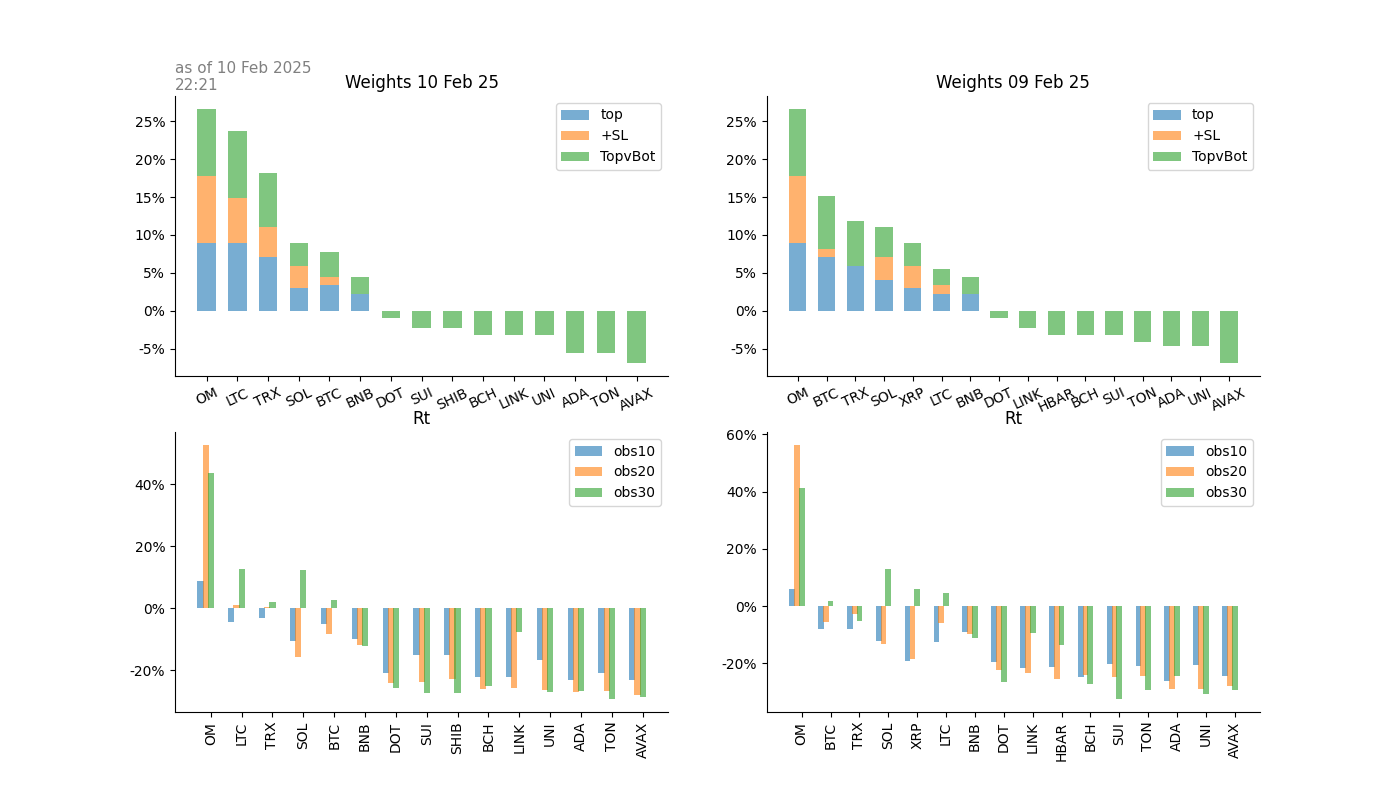 as of 10 Feb 2025
22:21
Weights 10 Feb 25
25%
20%
15%
10%
5%
0%
-5%
top
+SL
TopvBot
OM LTC TRX SOL BTC BNB DOT SUI SHIB BCH LINK UNI ADA TON AVAX
Weights 09 Feb 25
25%
20%
15%
10%
5%
0%
-5%
top
+SL
TopvBot
OM BTC TRX SOL XRP LTC BNB DOT LINK HBAR BCH SUI TON ADA UNI AVAX
Rt
40%
20%
0%
-20%
obs10
obs20
obs30
OM LTC TRX SOL BTC BNB DOT SUI SHIB BCH LINK UNI ADA TON AVAX
Rt
60%
40%
20%
0%
-20%
obs10
obs20
obs30
OM BTC TRX SOL XRP LTC BNB DOT LINK HBAR BCH SUI TON ADA UNI AVAX